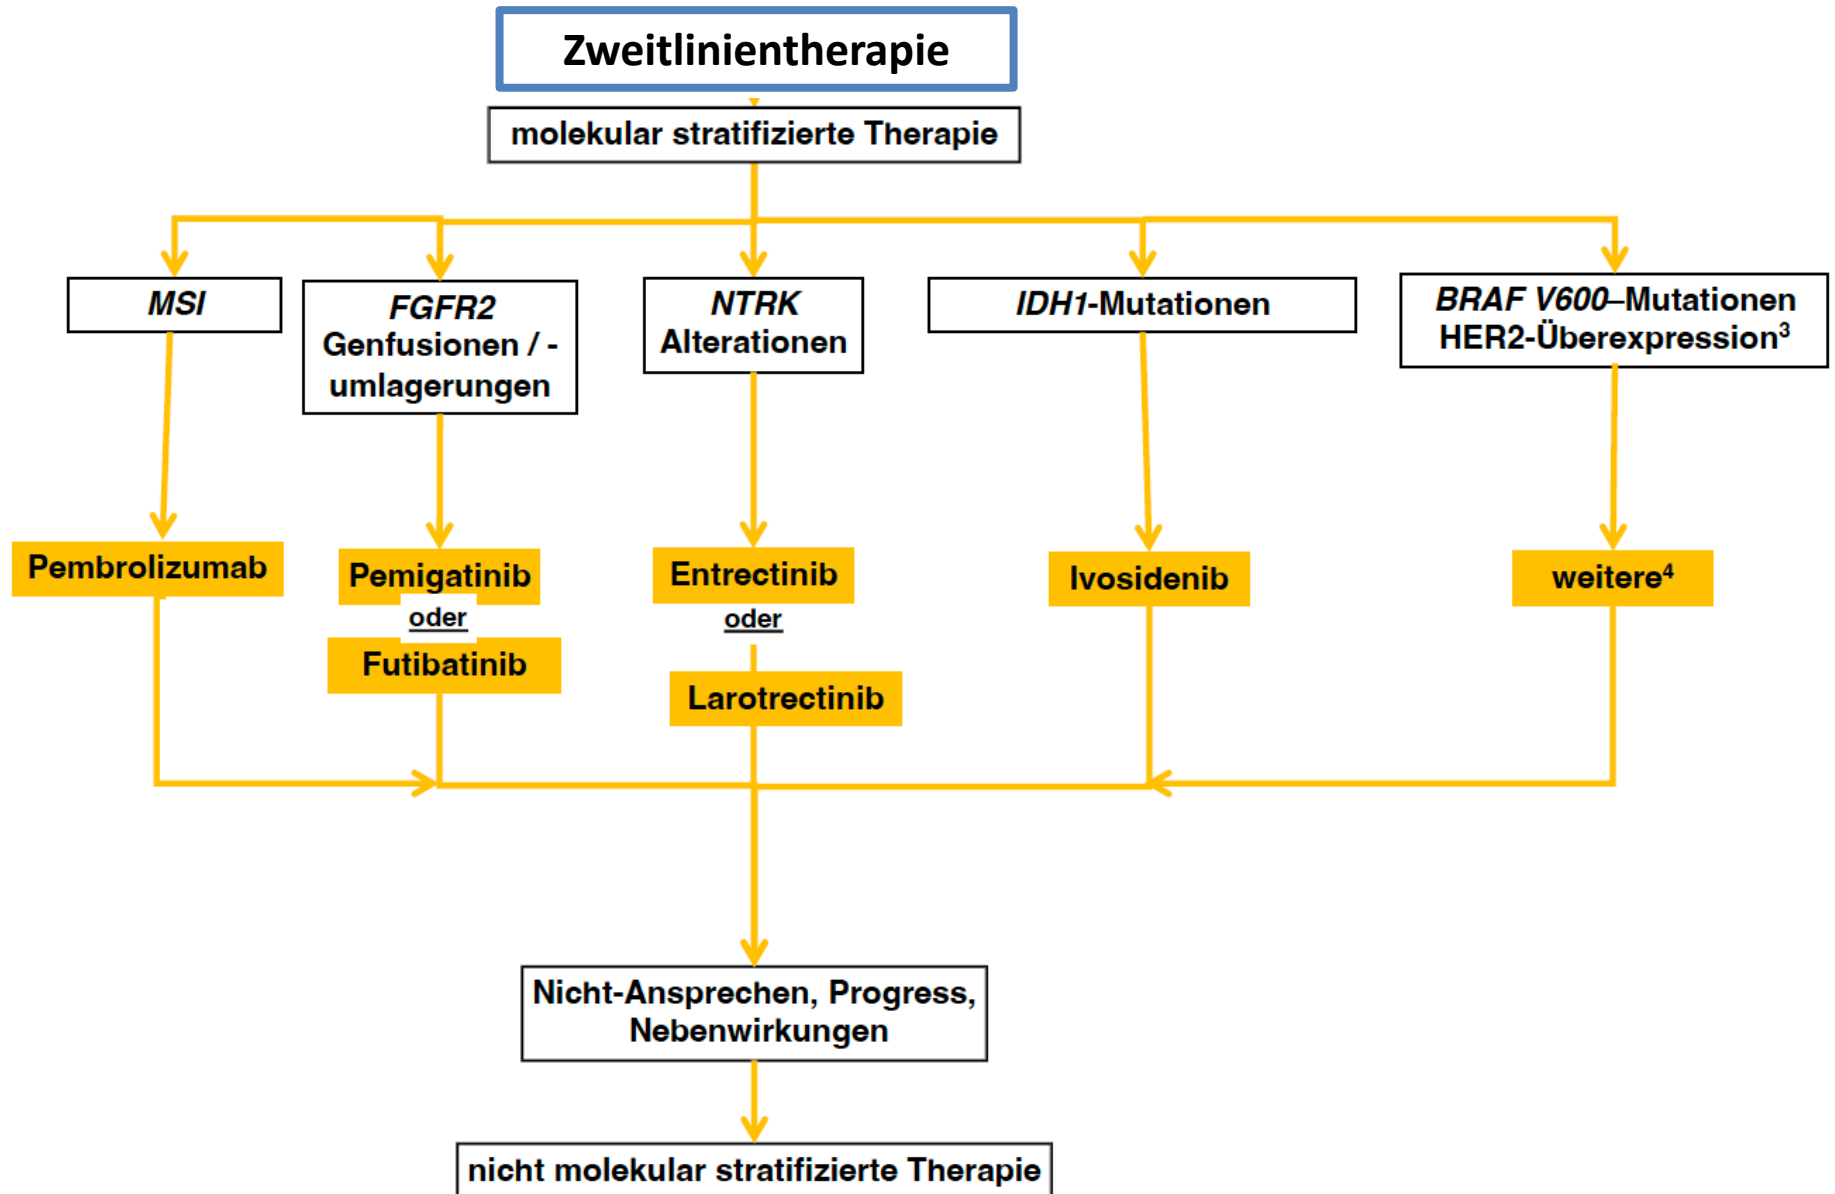 Zweitlinientherapie
molekular stratifizierte Therapie
MSI
FGFR2
Genfusionen / -
umlagerungen
NTRK
Alterationen
IDH1-Mutationen
BRAF V600–Mutationen
HER2-Überexpression³
Pembrolizumab
Pemigatinib
oder
Futibatinib
Entrectinib
oder
Larotrectinib
Ivosidenib
weitere⁴
Nicht-Ansprechen, Progress,
Nebenwirkungen
nicht molekular stratifizierte Therapie